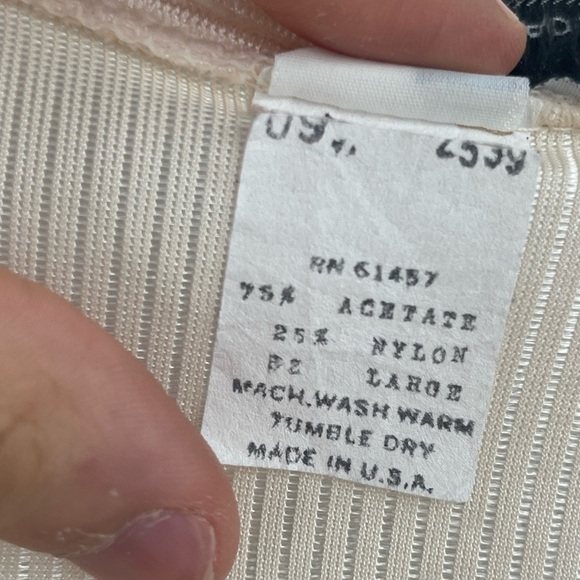 RN 61457
75% ACETATE
25% NYLON
SZ LARGE
MACH.WASH WARM
TUMBLE DRY
MADE IN U.S.A.